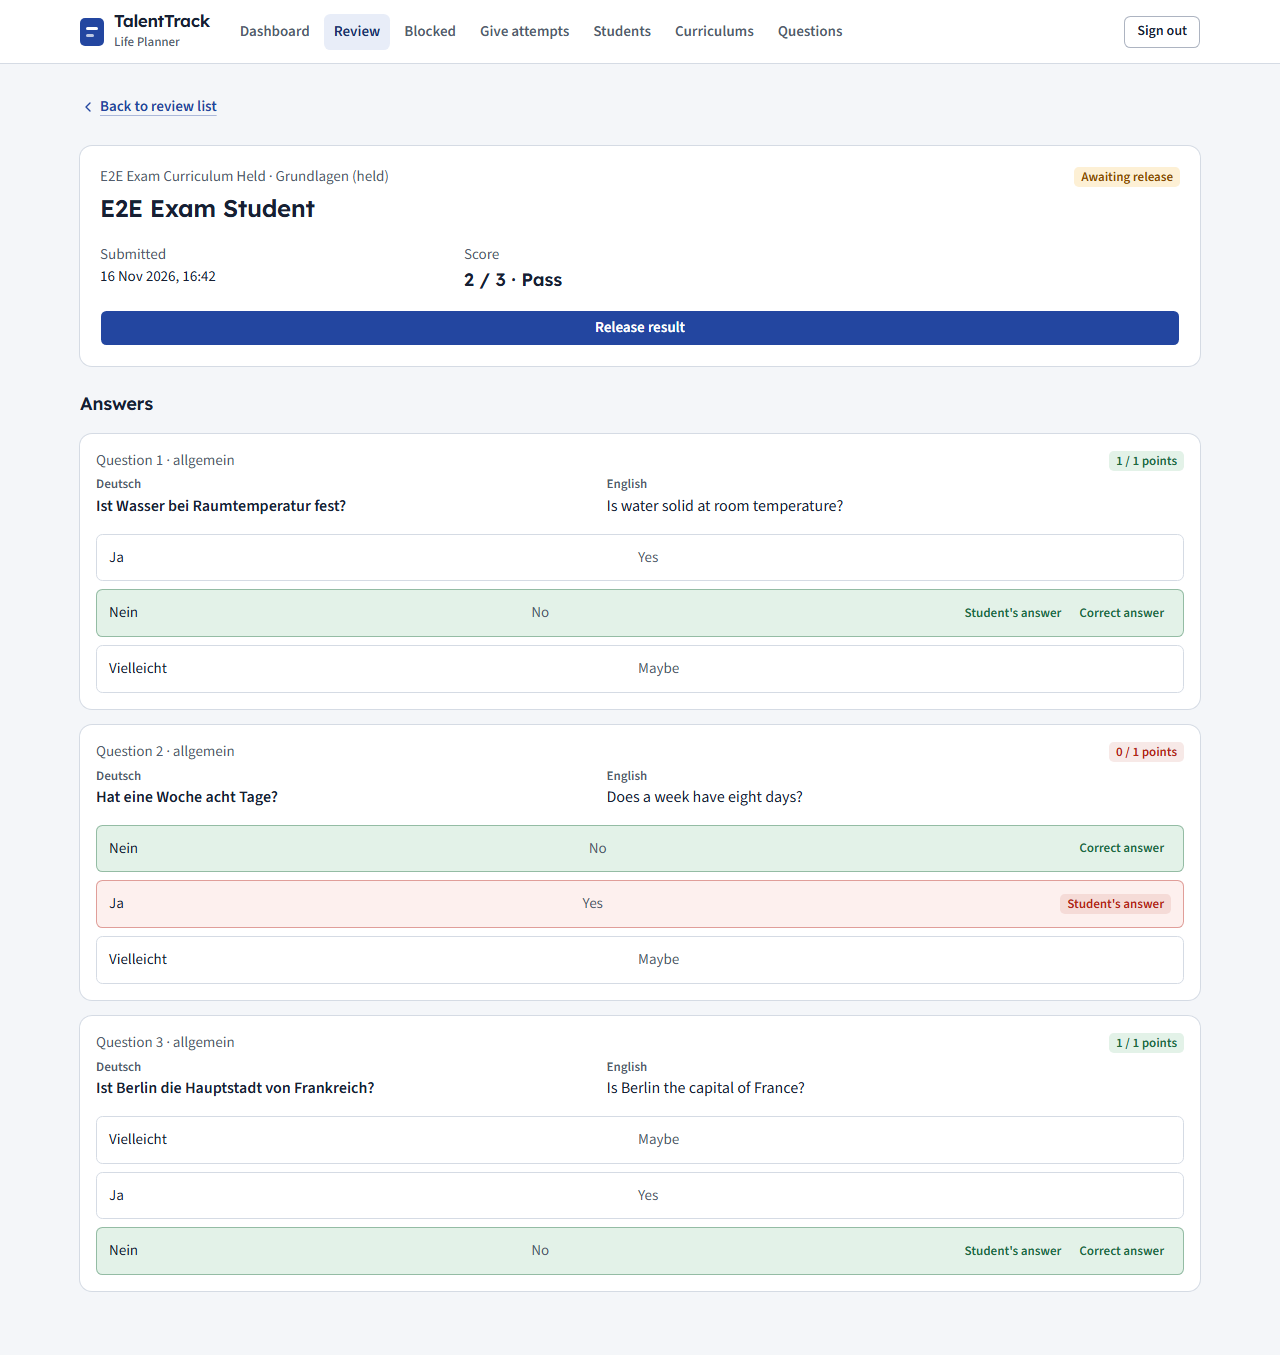 TalentTrack
Life Planner
Dashboard Review Blocked Give attempts Students Curriculums Questions
Sign out
Back to review list
E2E Exam Curriculum Held · Grundlagen (held)
Awaiting release
E2E Exam Student
Submitted Score
16 Nov 2026, 16:42 2 / 3 · Pass
Release result
Answers
Question 1 · allgemein 1 / 1 points
Deutsch English
Ist Wasser bei Raumtemperatur fest? Is water solid at room temperature?
Ja Yes
Nein No Student's answer Correct answer
Vielleicht Maybe
Question 2 · allgemein 0 / 1 points
Deutsch English
Hat eine Woche acht Tage? Does a week have eight days?
Nein No Correct answer
Ja Yes Student's answer
Vielleicht Maybe
Question 3 · allgemein 1 / 1 points
Deutsch English
Ist Berlin die Hauptstadt von Frankreich? Is Berlin the capital of France?
Vielleicht Maybe
Ja Yes
Nein No Student's answer Correct answer